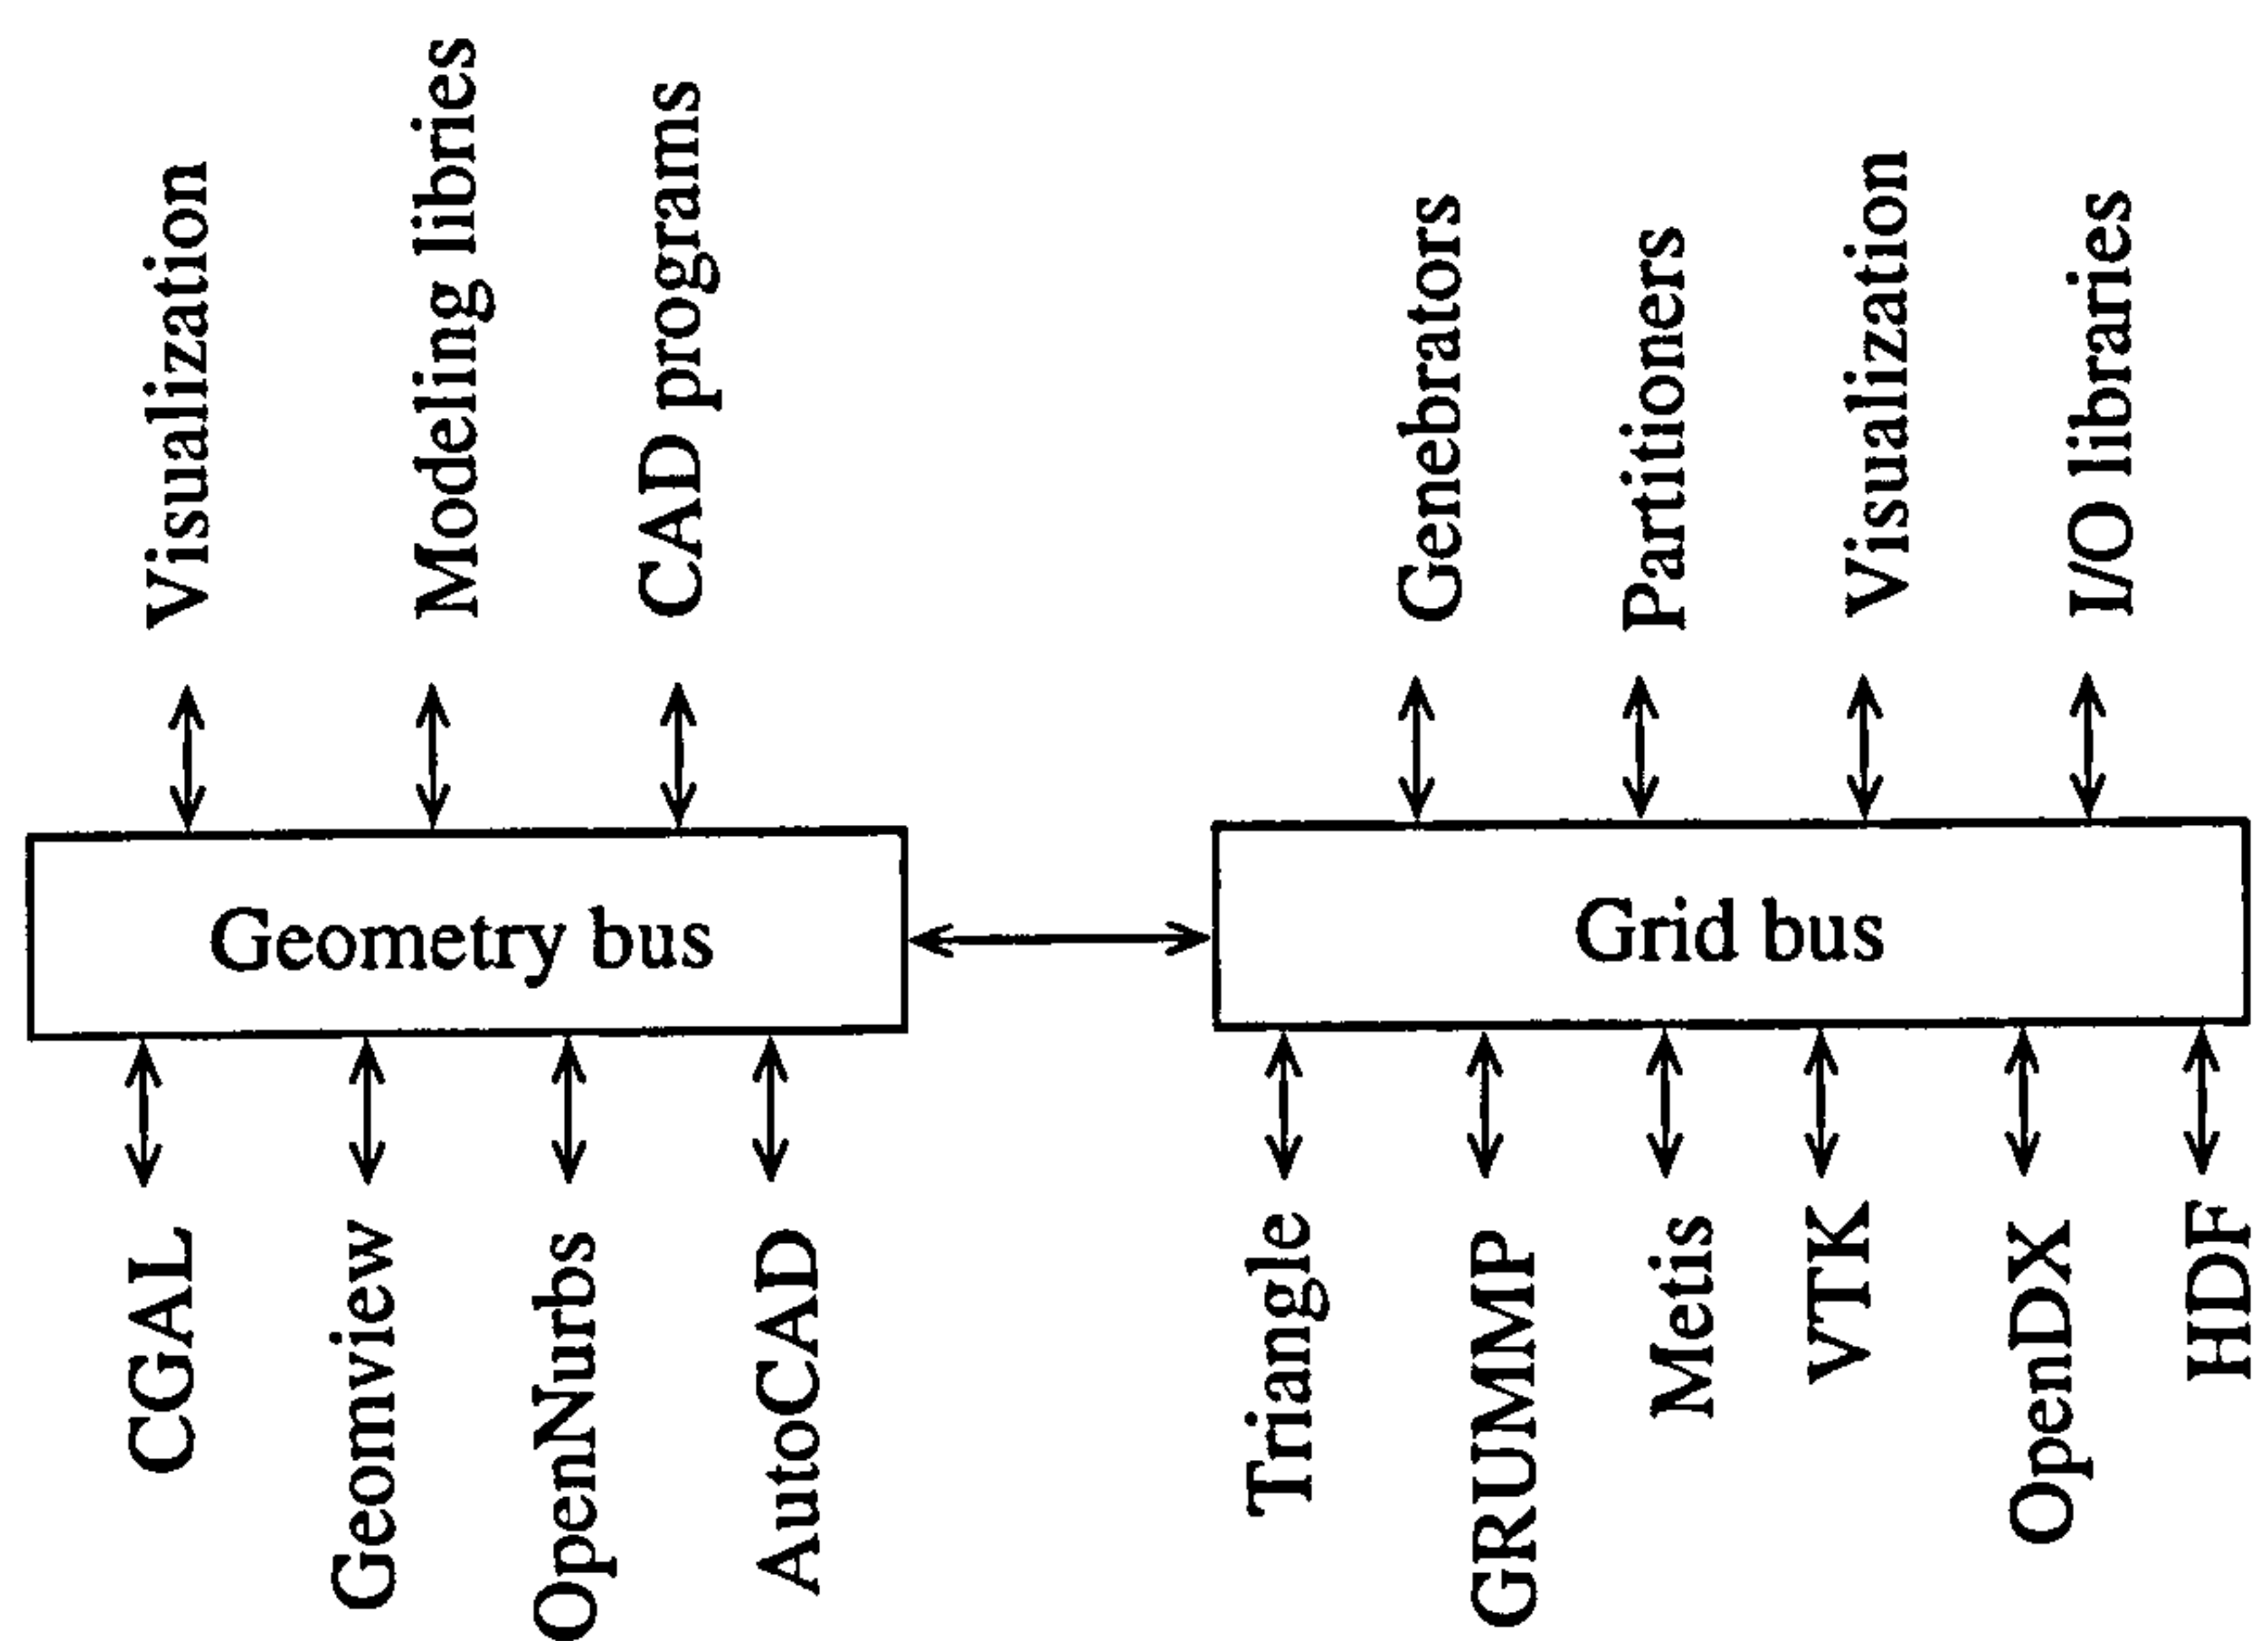 Visualization
Modeling libries
CAD programs
Genebrators
Partitioners
Visualization
I/O libraries
Geometry bus
Grid bus
CGAL
Geomview
OpenNurbs
AutoCAD
Triangle
GRUMMP
Metis
VTK
OpenDX
HDF